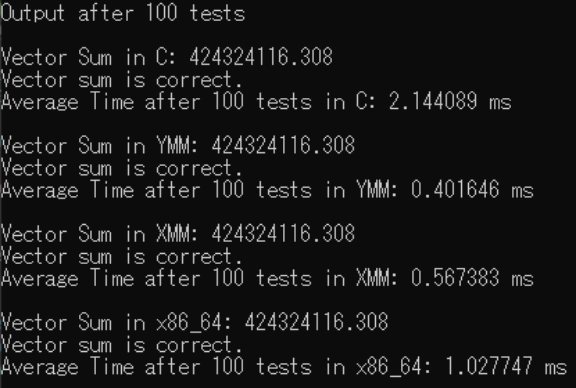 Output after 100 tests
Vector Sum in C: 424324116.308
Vector sum is correct.
Average Time after 100 tests in C: 2.144089 ms
Vector Sum in YMM: 424324116.308
Vector sum is correct.
Average Time after 100 tests in YMM: 0.401646 ms
Vector Sum in XMM: 424324116.308
Vector sum is correct.
Average Time after 100 tests in XMM: 0.567383 ms
Vector Sum in x86_64: 424324116.308
Vector sum is correct.
Average Time after 100 tests in x86_64: 1.027747 ms